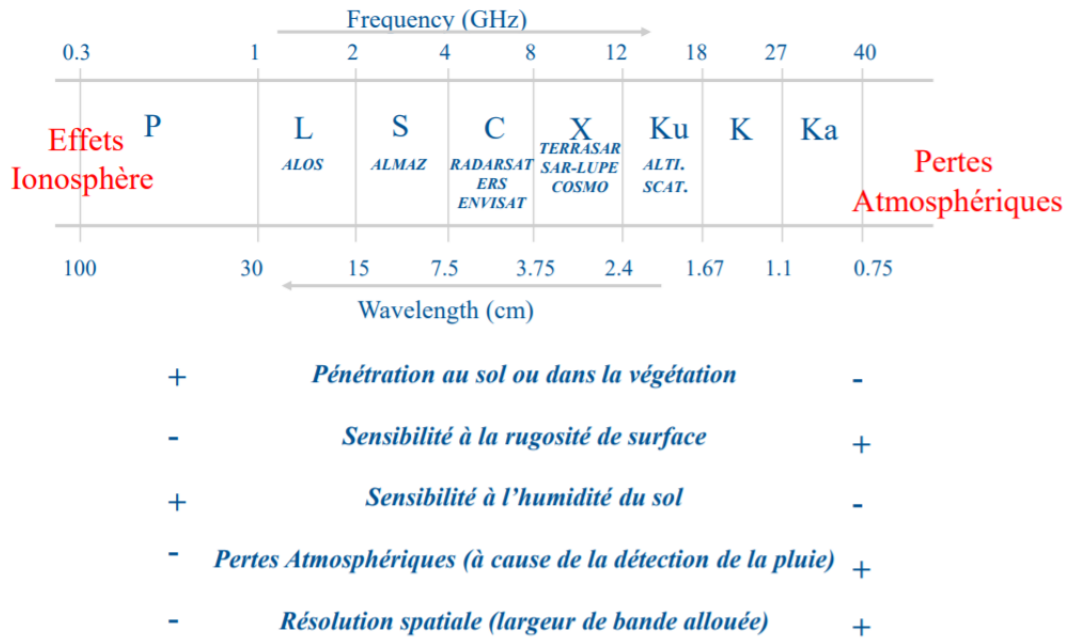 Frequency (GHz)
0.3 1 2 4 8 12 18 27 40
P L S C X Ku K Ka
Effets
Ionosphère
ALOS ALMAZ RADARSAT TERRASAR ALTI.
ERS SAR-LUPE SCAT.
ENVISAT COSMO
Pertes
Atmosphériques
100 30 15 7.5 3.75 2.4 1.67 1.1 0.75
Wavelength (cm)
+ Pénétration au sol ou dans la végétation -
- Sensibilité à la rugosité de surface +
+ Sensibilité à l’humidité du sol -
- Pertes Atmosphériques (à cause de la détection de la pluie) +
- Résolution spatiale (largeur de bande allouée) +